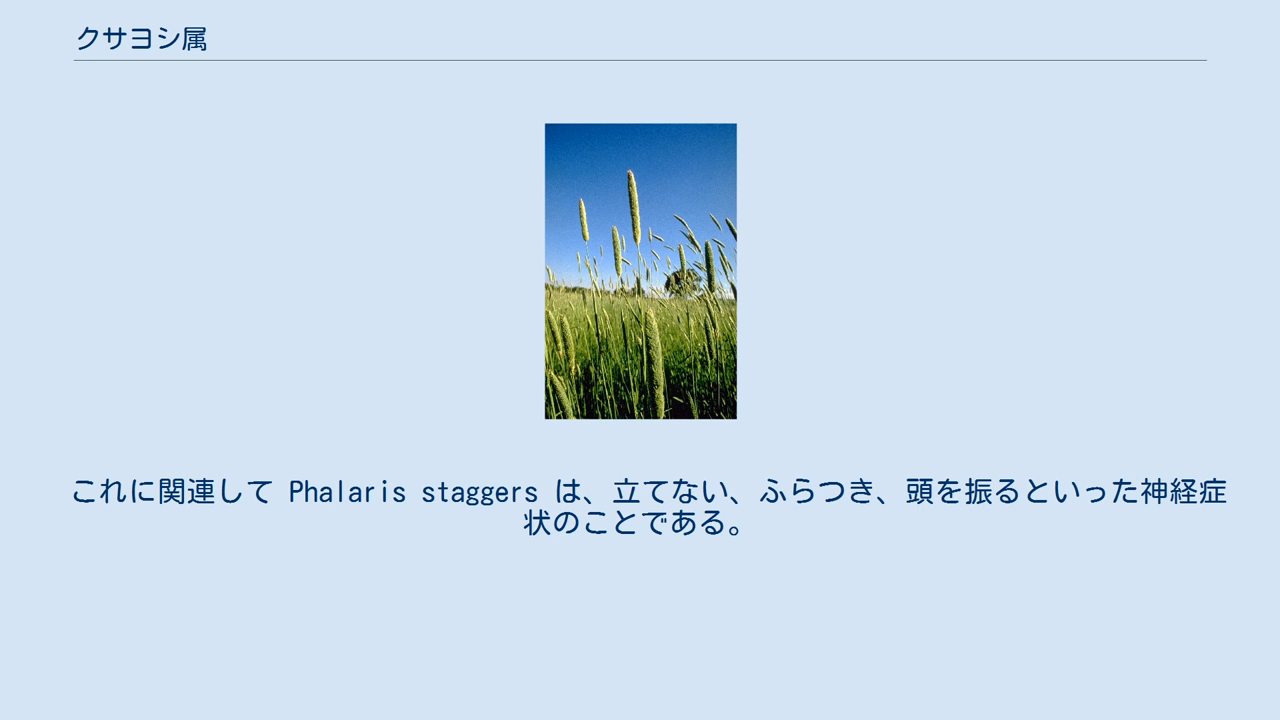 クサヨシ属
これに関連して Phalaris staggers は、立てない、ふらつき、頭を振るといった神経症
状のことである。